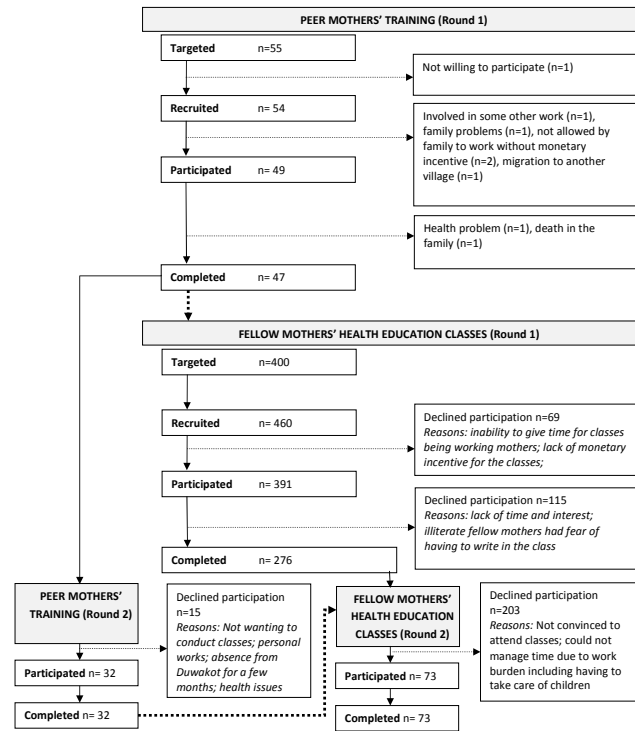 PEER MOTHERS' TRAINING (Round 1)
Targeted n=55
Not willing to participate (n=1)
Recruited n= 54
Involved in some other work (n=1),
family problems (n=1), not allowed by
family to work without monetary
incentive (n=2), migration to another
village (n=1)
Participated n= 49
Health problem (n=1), death in the
family (n=1)
Completed n= 47
FELLOW MOTHERS' HEALTH EDUCATION CLASSES (Round 1)
Targeted n=400
Recruited n= 460
Declined participation n=69
Reasons: inability to give time for classes
being working mothers; lack of monetary
incentive for the classes;
Participated n= 391
Declined participation n=115
Reasons: lack of time and interest;
illiterate fellow mothers had fear of
having to write in the class
Completed n= 276
PEER MOTHERS'
TRAINING (Round 2)
Declined participation
n=15
Reasons: Not wanting to
conduct classes; personal
works; absence from
Duwakot for a few
months; health issues
Participated n= 32
Completed n= 32
FELLOW MOTHERS'
HEALTH EDUCATION
CLASSES (Round 2)
Declined participation
n=203
Reasons: Not convinced to
attend classes; could not
manage time due to work
burden including having to
take care of children
Participated n= 73
Completed n= 73